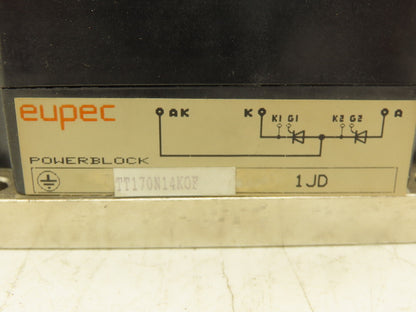 eupec
AK K K1 G1 K2 G2 A
POWERBLOCK
TT170N14KOF 1JD